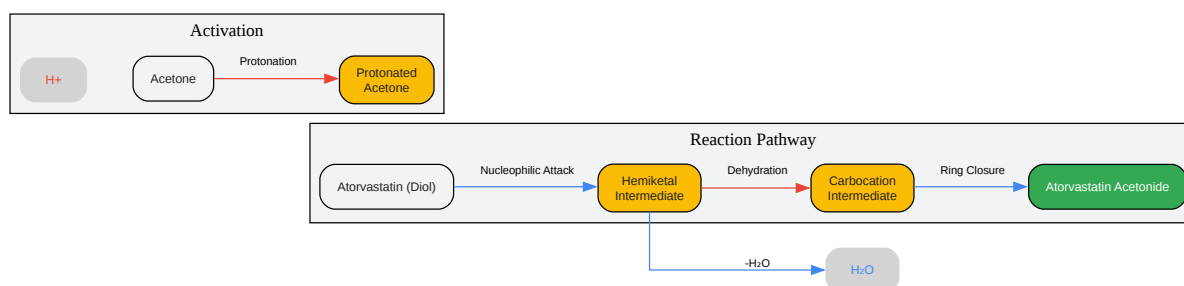 Activation
H+
Acetone
Protonation
Protonated
Acetone
Reaction Pathway
Atorvastatin (Diol)
Nucleophilic Attack
Hemiketal
Intermediate
Dehydration
Carbocation
Intermediate
Ring Closure
Atorvastatin Acetonide
-H₂O
H₂O